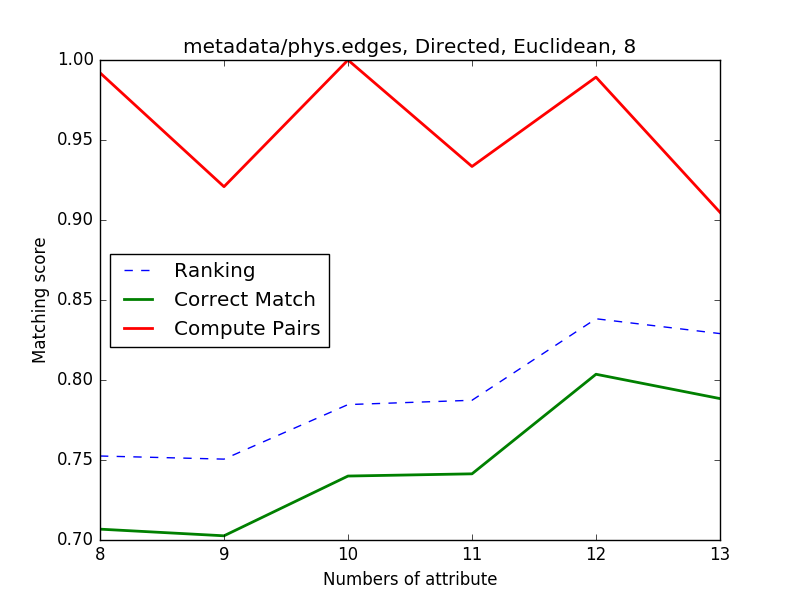 metadata/phys.edges, Directed, Euclidean, 8
1.00
0.95
0.90
0.85
0.80
0.75
0.70
Matching score
Ranking
Correct Match
Compute Pairs
8 9 10 11 12 13
Numbers of attribute